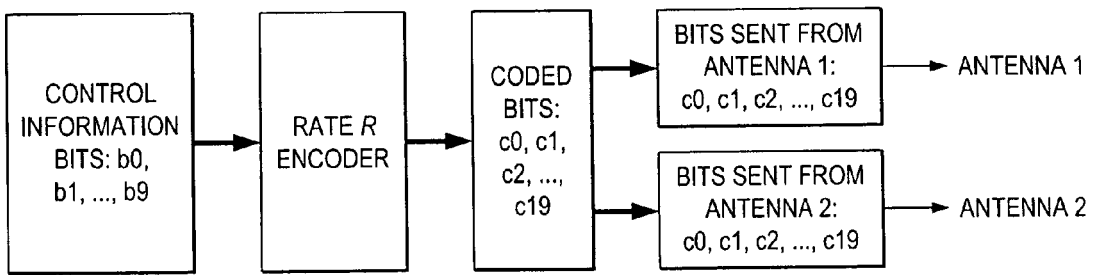 CONTROL
INFORMATION
BITS: b0,
b1, ..., b9
RATE R
ENCODER
CODED
BITS:
c0, c1,
c2, ...,
c19
BITS SENT FROM
ANTENNA 1:
c0, c1, c2, ..., c19
ANTENNA 1
BITS SENT FROM
ANTENNA 2:
c0, c1, c2, ..., c19
ANTENNA 2